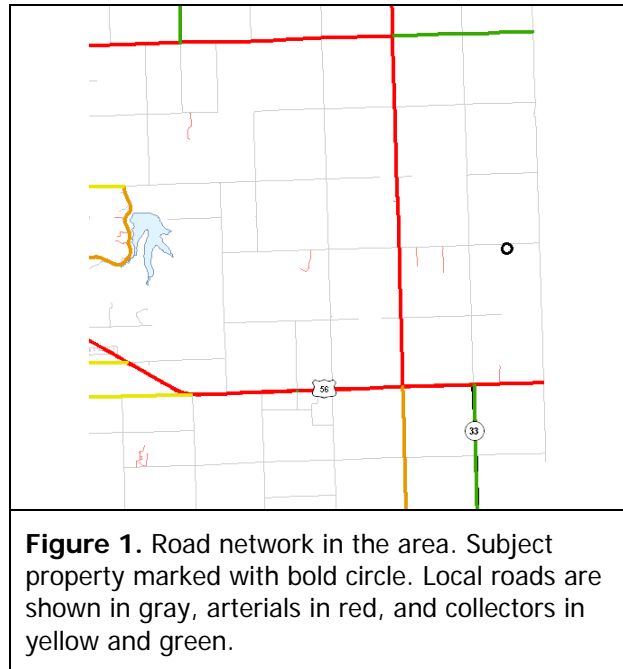 56
33
Figure 1. Road network in the area. Subject
property marked with bold circle. Local roads are
shown in gray, arterials in red, and collectors in
yellow and green.